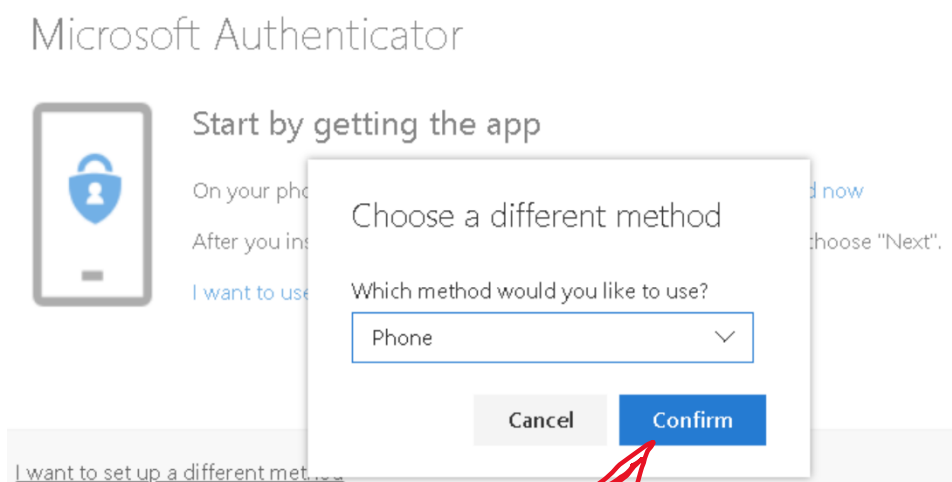 Microsoft Authenticator
Start by getting the app
On your pho
d now
Choose a different method
After you ins
choose "Next".
I want to use
Which method would you like to use?
Phone
Cancel
Confirm
I want to set up a different method